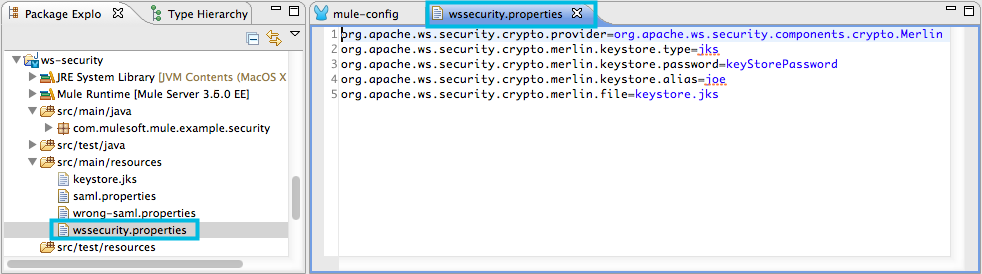 Package Explo
Type Hierarchy
ws-security
JRE System Library [JVM Contents (MacOS X
Mule Runtime [Mule Server 3.6.0 EE]
src/main/java
com.mulesoft.mule.example.security
src/test/java
src/main/resources
keystore.jks
saml.properties
wrong-saml.properties
wssecurity.properties
src/test/resources
mule-config
wssecurity.properties
1 org.apache.ws.security.crypto.provider=org.apache.ws.security.components.crypto.Merlin
2 org.apache.ws.security.crypto.merlin.keystore.type=jks
3 org.apache.ws.security.crypto.merlin.keystore.password=keyStorePassword
4 org.apache.ws.security.crypto.merlin.keystore.alias=joe
5 org.apache.ws.security.crypto.merlin.file=keystore.jks